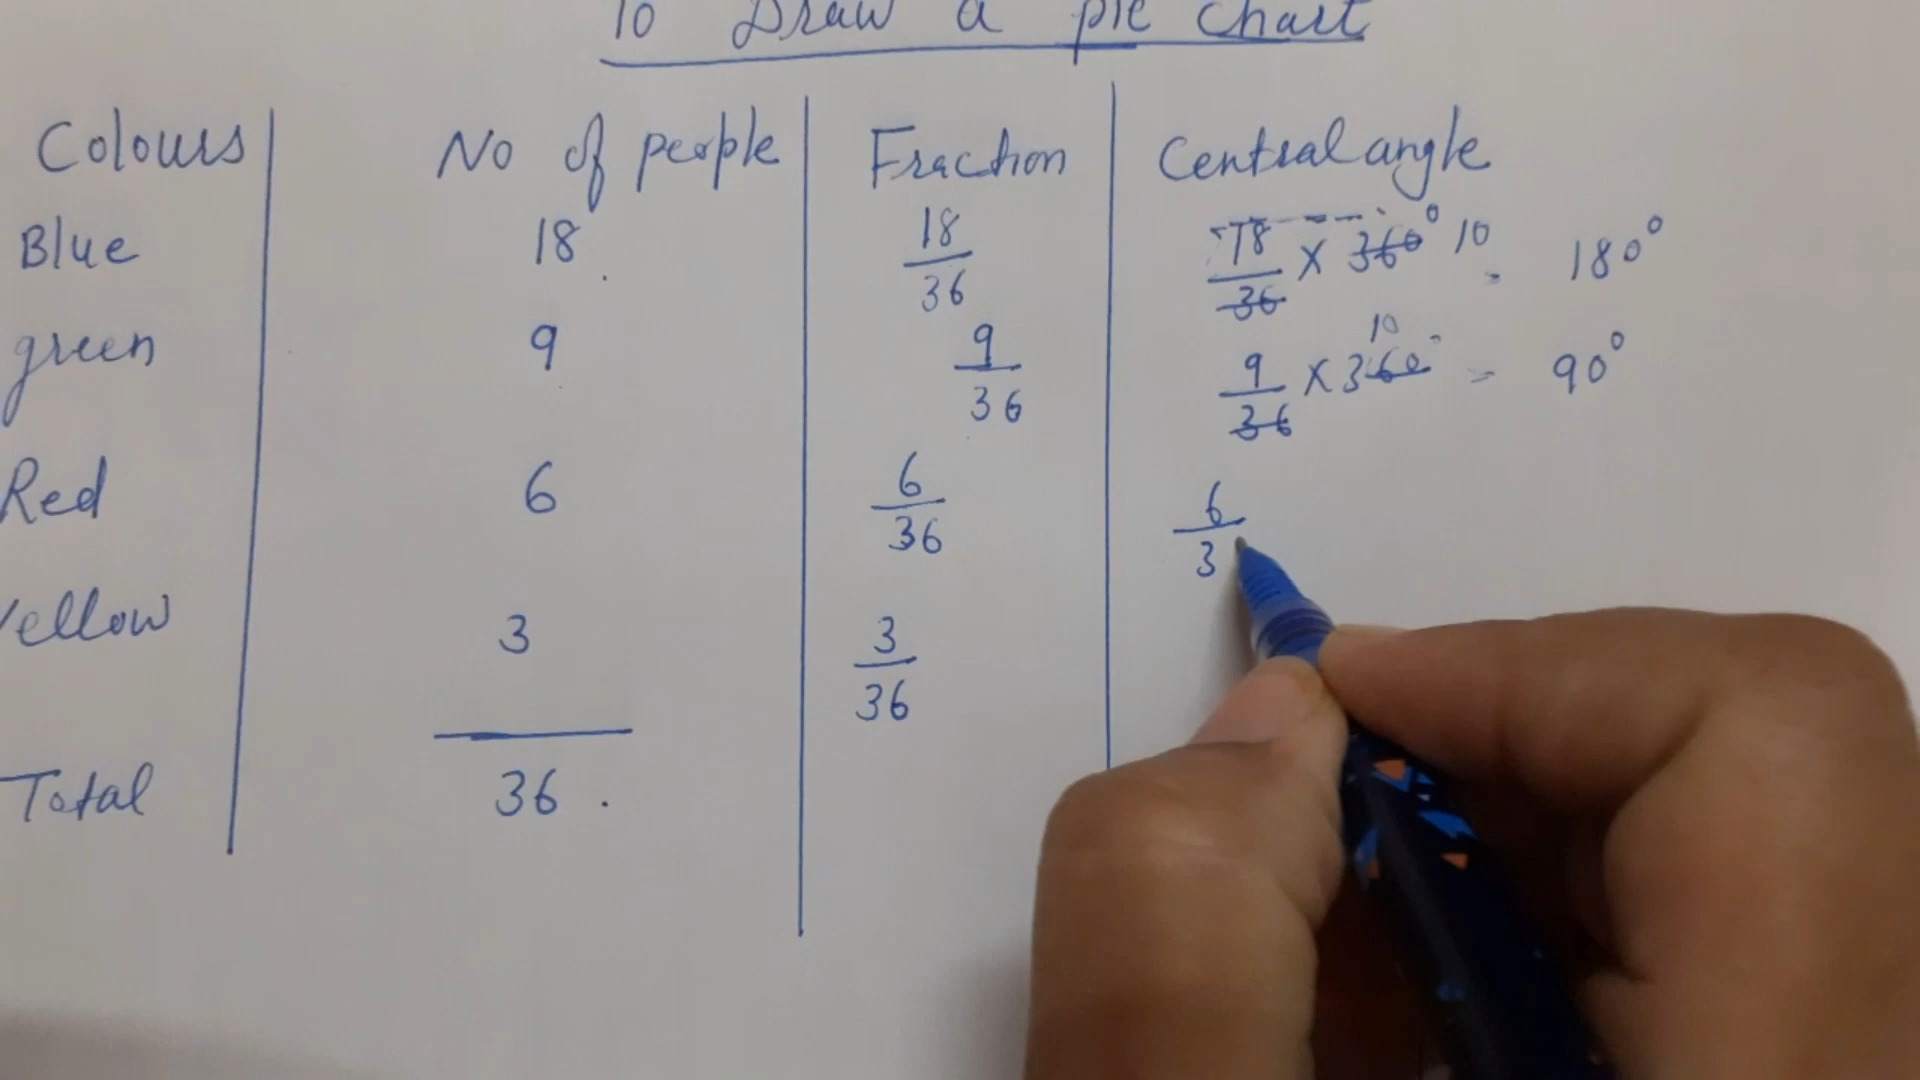 10 Draw a pie chart
Colours No of people Fraction Central angle
Blue 18 18/36 18/36 x 360° 10 = 180°
green 9 9/36 9/36 x 360° 10 = 90°
Red 6 6/36 6/3
Yellow 3 3/36
Total 36